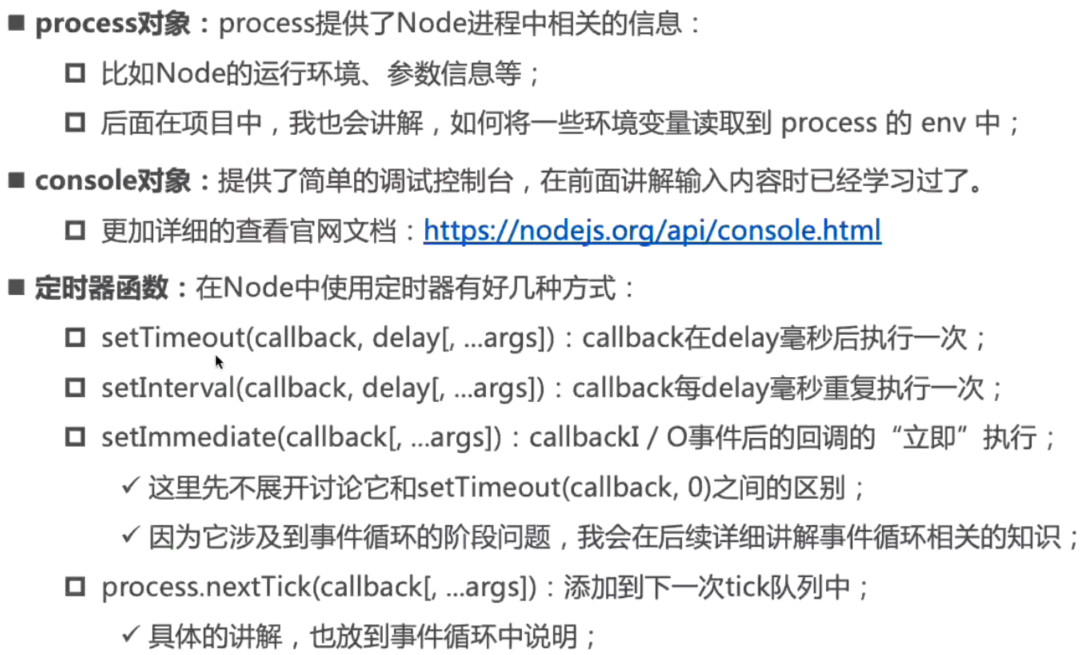 ■ process对象：process提供了Node进程中相关的信息：
□ 比如Node的运行环境、参数信息等；
□ 后面在项目中，我也会讲解，如何将一些环境变量读取到 process 的 env 中；
■ console对象：提供了简单的调试控制台，在前面讲解输入内容时已经学习过了。
□ 更加详细的查看官网文档：https://nodejs.org/api/console.html
■ 定时器函数：在Node中使用定时器有好几种方式：
□ setTimeout(callback, delay[, ...args])：callback在delay毫秒后执行一次；
□ setInterval(callback, delay[, ...args])：callback每delay毫秒重复执行一次；
□ setImmediate(callback[, ...args])：callbackI / O事件后的回调的“立即”执行；
✓ 这里先不展开讨论它和setTimeout(callback, 0)之间的区别；
✓ 因为它涉及到事件循环的阶段问题，我会在后续详细讲解事件循环相关的知识；
□ process.nextTick(callback[, ...args])：添加到下一次tick队列中；
✓ 具体的讲解，也放到事件循环中说明；